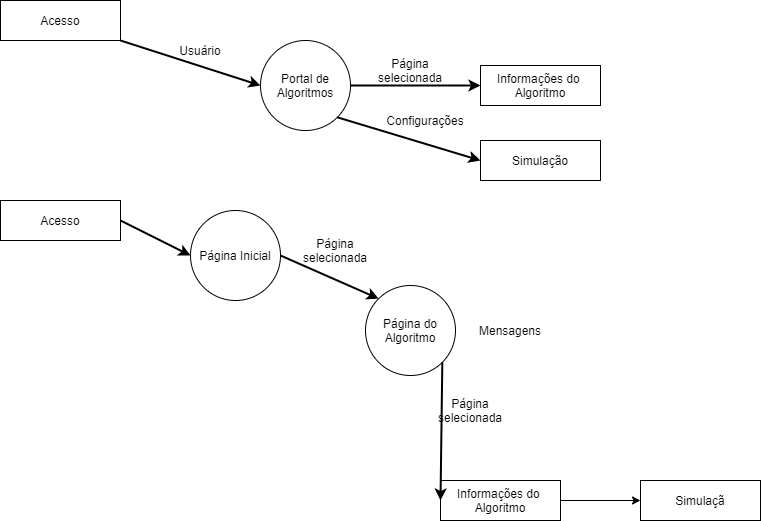 Acesso
Usuário
Portal de
Algoritmos
Página
selecionada
Informações do
Algoritmo
Configurações
Simulação
Acesso
Página Inicial
Página
selecionada
Página do
Algoritmo
Mensagens
Página
selecionada
Informações do
Algoritmo
Simulaçã